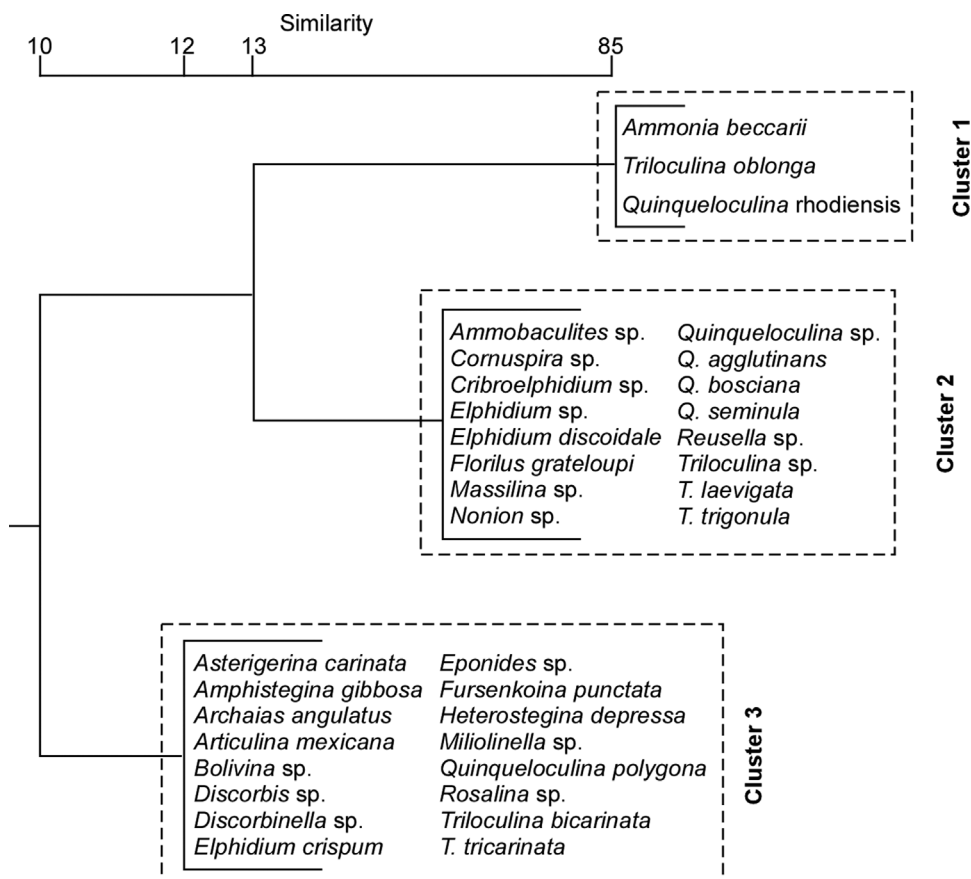 Similarity
10 12 13 85
Ammonia beccarii
Triloculina oblonga
Quinqueloculina rhodiensis
Cluster 1
Ammobaculites sp. Quinqueloculina sp.
Cornuspira sp. Q. agglutinans
Cribroelphidium sp. Q. bosciana
Elphidium sp. Q. seminula
Elphidium discoidale Reusella sp.
Florilus grateloupi Triloculina sp.
Massilina sp. T. laevigata
Nonion sp. T. trigonula
Cluster 2
Asterigerina carinata Eponides sp.
Amphistegina gibbosa Fursenkoina punctata
Archaias angulatus Heterostegina depressa
Articulina mexicana Miliolinella sp.
Bolivina sp. Quinqueloculina polygona
Discorbis sp. Rosalina sp.
Discorbinella sp. Triloculina bicarinata
Elphidium crispum T. tricarinata
Cluster 3